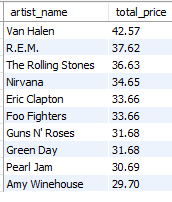 artist_name total_price
Van Halen 42.57
R.E.M. 37.62
The Rolling Stones 36.63
Nirvana 34.65
Eric Clapton 33.66
Foo Fighters 33.66
Guns N' Roses 31.68
Green Day 31.68
Pearl Jam 30.69
Amy Winehouse 29.70